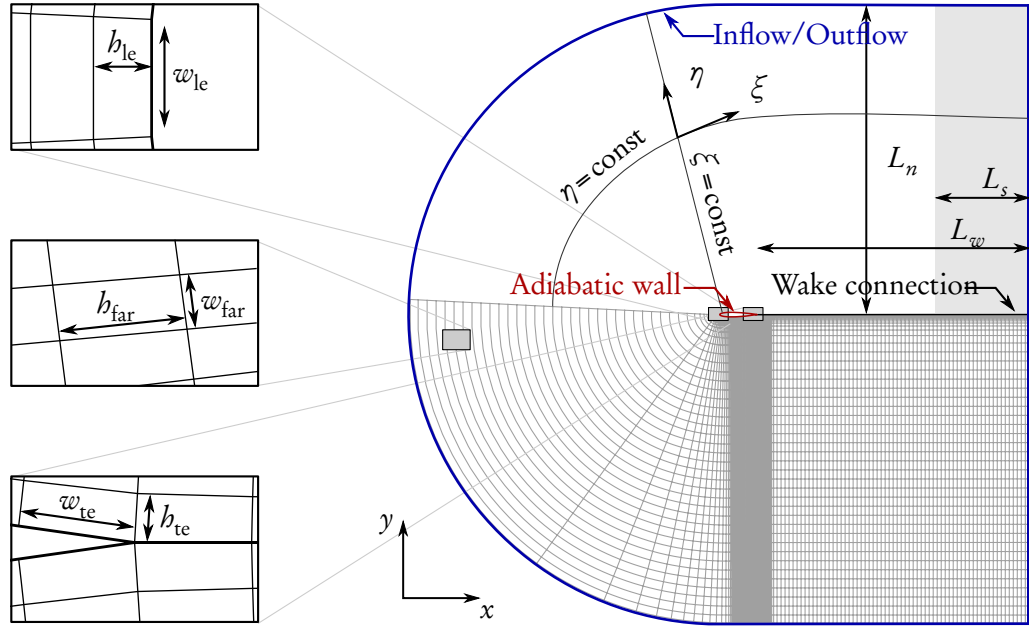 h_le
w_le
Inflow/Outflow
η
ξ
η=const
ξ=const
L_n
L_s
L_w
h_far
w_far
Adiabatic wall
Wake connection
w_te
h_te
y
x